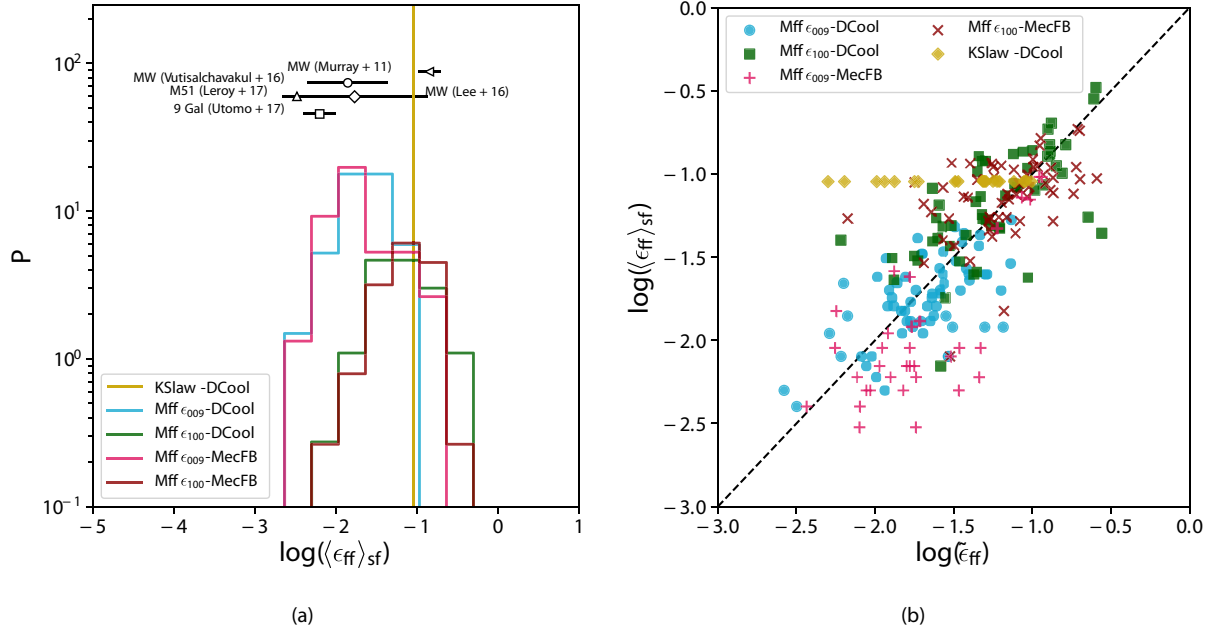 P
10²
10¹
10⁰
10⁻¹
MW (Murray + 11)
MW (Vutisalchavakul + 16)
M51 (Leroy + 17)
MW (Lee + 16)
9 Gal (Utomo + 17)
KSlaw -DCool
Mff ϵ₀₀₉-DCool
Mff ϵ₁₀₀-DCool
Mff ϵ₀₀₉-MecFB
Mff ϵ₁₀₀-MecFB
−5 −4 −3 −2 −1 0 1
log(⟨ϵff⟩sf)
(a)
log(⟨ϵff⟩sf)
0.0
−0.5
−1.0
−1.5
−2.0
−2.5
−3.0
Mff ϵ₀₀₉-DCool
Mff ϵ₁₀₀-DCool
Mff ϵ₀₀₉-MecFB
Mff ϵ₁₀₀-MecFB
KSlaw -DCool
−3.0 −2.5 −2.0 −1.5 −1.0 −0.5 0.0
log(ϵ̃ff)
(b)